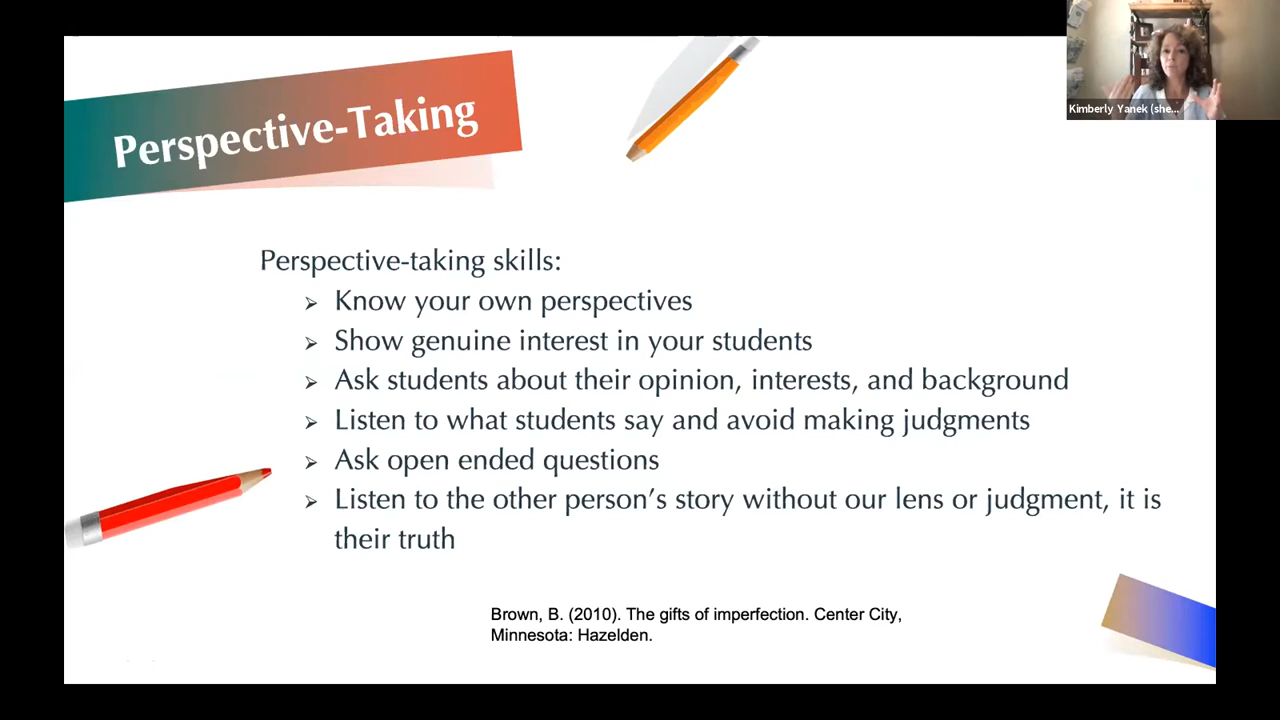 Kimberly Yanek (she...
Perspective-Taking
Perspective-taking skills:
➢ Know your own perspectives
➢ Show genuine interest in your students
➢ Ask students about their opinion, interests, and background
➢ Listen to what students say and avoid making judgments
➢ Ask open ended questions
➢ Listen to the other person’s story without our lens or judgment, it is
their truth
Brown, B. (2010). The gifts of imperfection. Center City,
Minnesota: Hazelden.